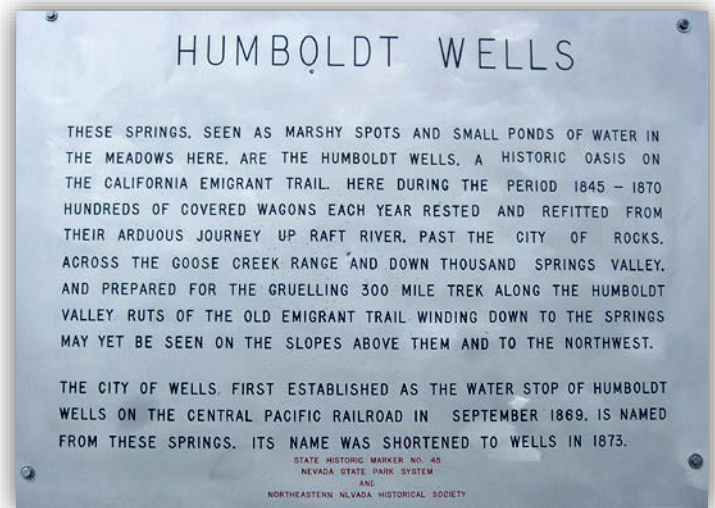 HUMBOLDT WELLS
THESE SPRINGS, SEEN AS MARSHY SPOTS AND SMALL PONDS OF WATER IN
THE MEADOWS HERE, ARE THE HUMBOLDT WELLS, A HISTORIC OASIS ON
THE CALIFORNIA EMIGRANT TRAIL. HERE DURING THE PERIOD 1845 – 1870
HUNDREDS OF COVERED WAGONS EACH YEAR RESTED AND REFITTED FROM
THEIR ARDUOUS JOURNEY UP RAFT RIVER, PAST THE CITY OF ROCKS,
ACROSS THE GOOSE CREEK RANGE AND DOWN THOUSAND SPRINGS VALLEY,
AND PREPARED FOR THE GRUELLING 300 MILE TREK ALONG THE HUMBOLDT
VALLEY. RUTS OF THE OLD EMIGRANT TRAIL WINDING DOWN TO THE SPRINGS
MAY YET BE SEEN ON THE SLOPES ABOVE THEM AND TO THE NORTHWEST.
THE CITY OF WELLS, FIRST ESTABLISHED AS THE WATER STOP OF HUMBOLDT
WELLS ON THE CENTRAL PACIFIC RAILROAD IN SEPTEMBER 1869, IS NAMED
FROM THESE SPRINGS. ITS NAME WAS SHORTENED TO WELLS IN 1873.
STATE HISTORIC MARKER NO. 45
NEVADA STATE PARK SYSTEM
AND
NORTHEASTERN NEVADA HISTORICAL SOCIETY